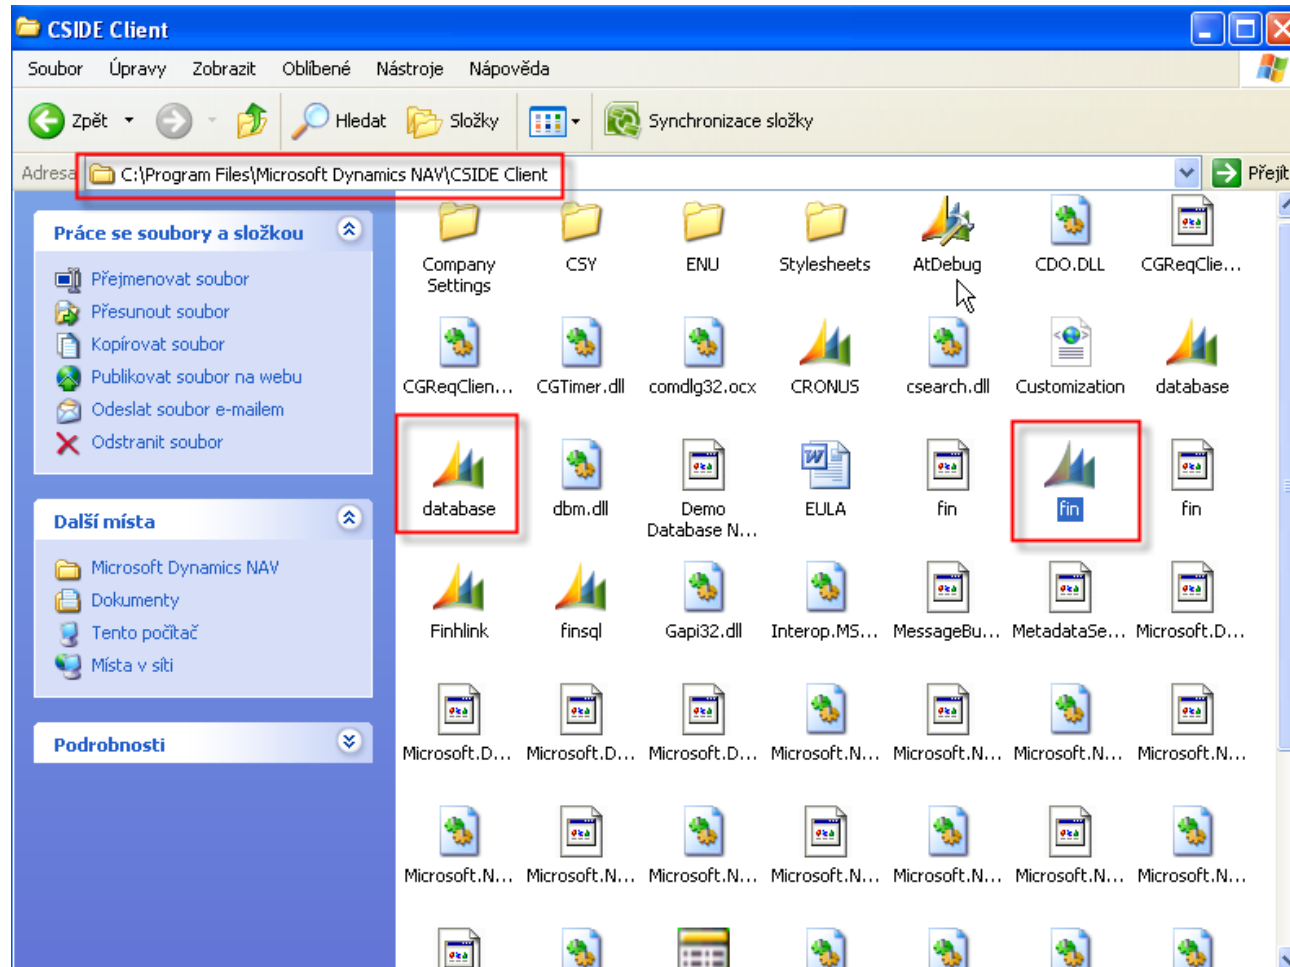 CSIDE Client
Soubor Úpravy Zobrazit Oblíbené Nástroje Nápověda
Zpět Hledat Složky Synchronizace složky
Adresa C:\Program Files\Microsoft Dynamics NAV\CSIDE Client Přejít
Práce se soubory a složkou
Přejmenovat soubor
Přesunout soubor
Kopírovat soubor
Publikovat soubor na webu
Odeslat soubor e-mailem
Odstranit soubor
Další místa
Microsoft Dynamics NAV
Dokumenty
Tento počítač
Místa v síti
Podrobnosti
Company Settings CSY ENU Stylesheets AtDebug CDO.DLL CGReqClie...
CGReqClien... CGTimer.dll comdlg32.ocx CRONUS csearch.dll Customization database
database dbm.dll Demo Database N... EULA fin fin fin
Finhlink finsql Gapi32.dll Interop.MS... MessageBu... MetadataSe... Microsoft.D...
Microsoft.D... Microsoft.D... Microsoft.D... Microsoft.N... Microsoft.N... Microsoft.N... Microsoft.N...
Microsoft.N... Microsoft.N... Microsoft.N... Microsoft.N... Microsoft.N... Microsoft.N... Microsoft.N...